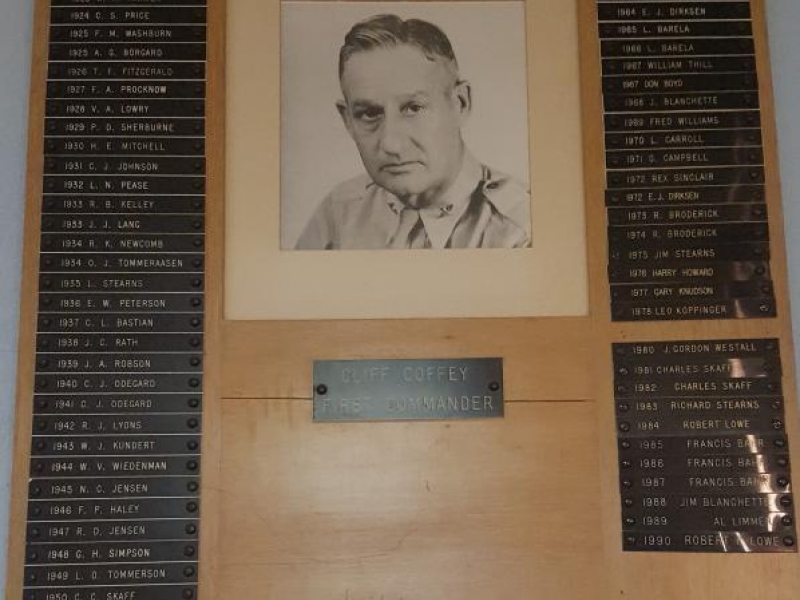 1924 C. S. PRICE
1925 F. M. WASHBURN
1925 A. G. BORGARD
1926 T. F. FITZGERALD
1927 F. A. PROCKNOW
1928 V. A. LOWRY
1929 P. D. SHERBURNE
1930 H. E. MITCHELL
1931 C. J. JOHNSON
1932 L. N. PEASE
1933 R. B. KELLEY
1933 J. J. LANG
1934 R. K. NEWCOMB
1934 O. J. TOMMERAASEN
1935 L. STEARNS
1936 E. W. PETERSON
1937 C. L. BASTIAN
1938 J. C. RATH
1939 J. A. ROBSON
1940 C. J. ODEGARD
1941 C. J. ODEGARD
1942 R. J. LYONS
1943 W. J. KUNDERT
1944 W. V. WIEDENMAN
1945 N. C. JENSEN
1946 F. P. HALEY
1947 R. D. JENSEN
1948 G. H. SIMPSON
1949 L. O. TOMMERSON
1950 C. C. SKAFF
CLIFF COFFEY
FIRST COMMANDER
1964 E. J. DIRKSEN
1965 L. BARELA
1966 L. BARELA
1967 WILLIAM THILL
1967 DON BOYD
1968 J. BLANCHETTE
1969 FRED WILLIAMS
1970 L. CARROLL
1971 G. CAMPBELL
1972 REX SINCLAIR
1972 E.J. DIRKSEN
1973 R. BRODERICK
1974 R. BRODERICK
1975 JIM STEARNS
1976 HARRY HOWARD
1977 GARY KNUDSON
1978 LEO KOPPINGER
1980 J. GORDON WESTALL
1981 CHARLES SKAFF
1982 CHARLES SKAFF
1983 RICHARD STEARNS
1984 ROBERT LOWE
1985 FRANCIS BAHR
1986 FRANCIS BAHR
1987 FRANCIS BAHR
1988 JIM BLANCHETTE
1989 AL LIMMER
1990 ROBERT LOWE